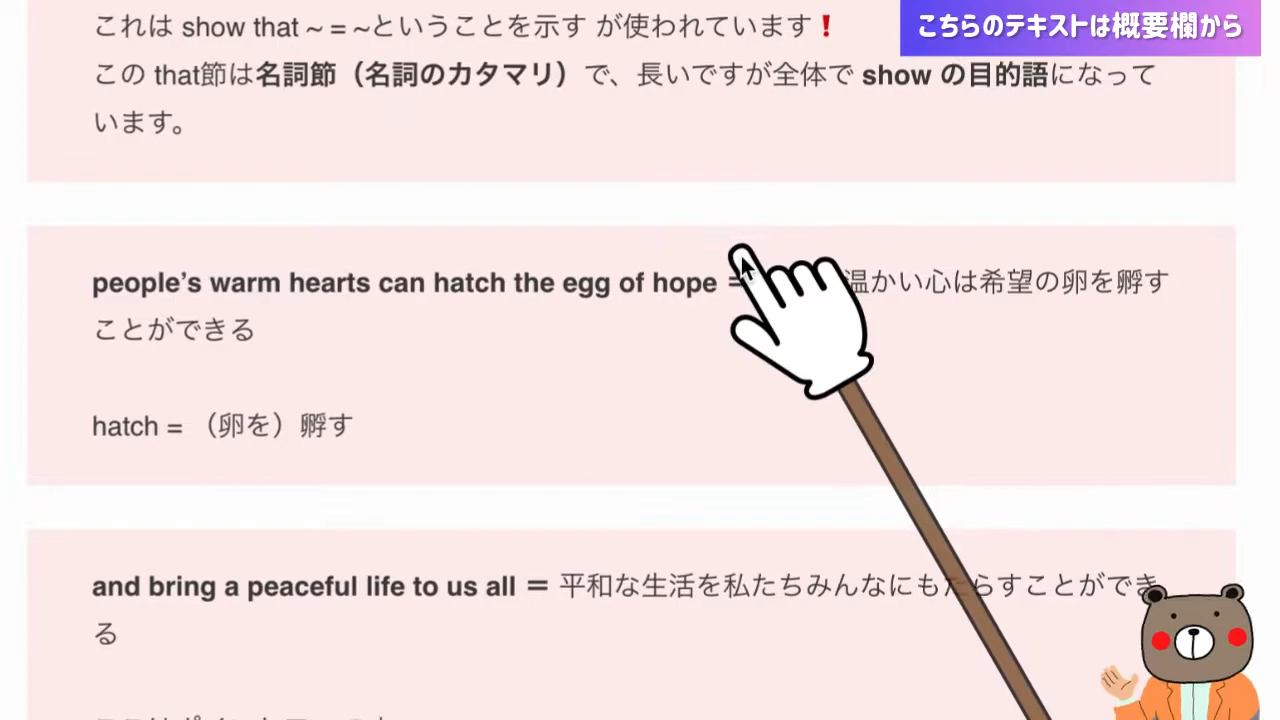 これは show that ~ = ~ということを示す が使われています❗
こちらのテキストは概要欄から
この that節は名詞節（名詞のカタマリ）で、長いですが全体で show の目的語になって
います。
people’s warm hearts can hatch the egg of hope = 温かい心は希望の卵を孵す
ことができる
hatch = （卵を）孵す
and bring a peaceful life to us all = 平和な生活を私たちみんなにもたらすことができ
る